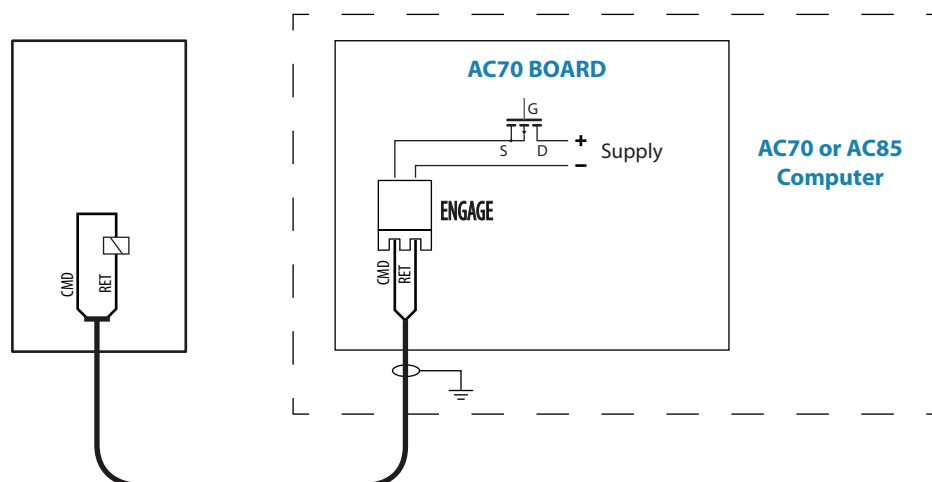 AC70 BOARD
G
S D
+
Supply
−
AC70 or AC85
Computer
ENGAGE
CMD
RET
CMD
RET